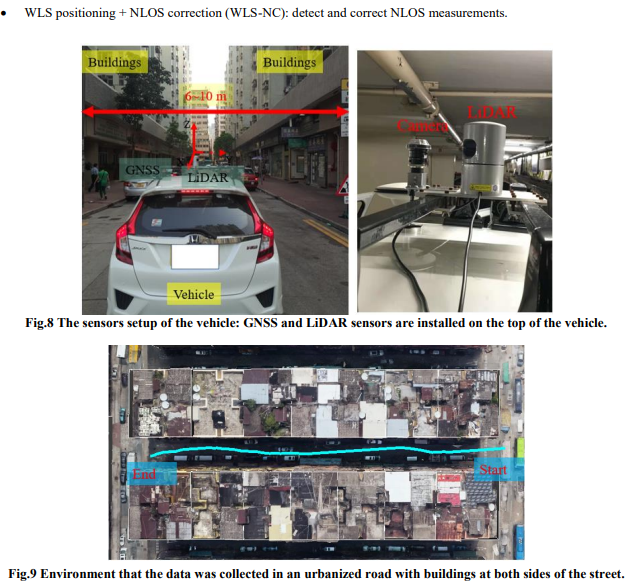 • WLS positioning + NLOS correction (WLS-NC): detect and correct NLOS measurements.
Buildings
Buildings
6~10 m
Z
GNSS
LiDAR
Vehicle
Camera
LiDAR
Fig.8 The sensors setup of the vehicle: GNSS and LiDAR sensors are installed on the top of the vehicle.
End
Start
Fig.9 Environment that the data was collected in an urbanized road with buildings at both sides of the street.